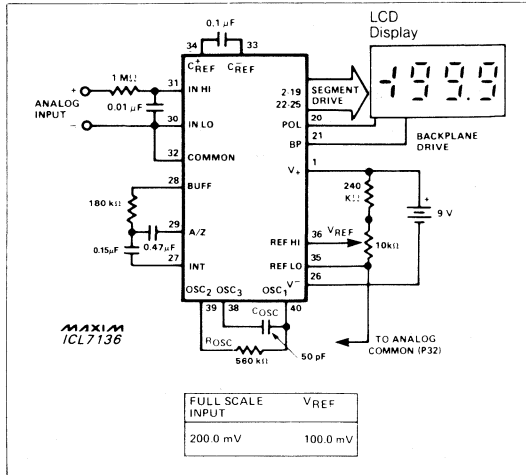 LCD
Display
-199.9
0.1 µF
34
33
C⁺REF
C⁻REF
1 MΩ
+
ANALOG
INPUT
−
0.01 µF
31
IN HI
30
IN LO
32
COMMON
28
BUFF
180 kΩ
29
A/Z
0.47µF
0.15µF
27
INT
2-19
22-25
SEGMENT
DRIVE
20
POL
21
BP
BACKPLANE
DRIVE
1
V+
240
KΩ
+
9 V
36
REF HI
VREF
10kΩ
35
REF LO
26
V−
OSC2
OSC3
OSC1
39
38
40
COSC
ROSC
50 pF
560 kΩ
TO ANALOG
COMMON (P32)
MAXIM
ICL7136
FULL SCALE
INPUT
VREF
200.0 mV
100.0 mV